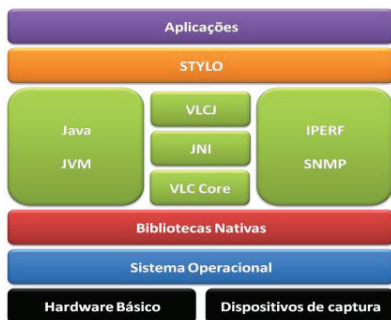 Aplicações
STYLO
Java
JVM
VLCJ
JNI
VLC Core
IPERF
SNMP
Bibliotecas Nativas
Sistema Operacional
Hardware Básico
Dispositivos de captura